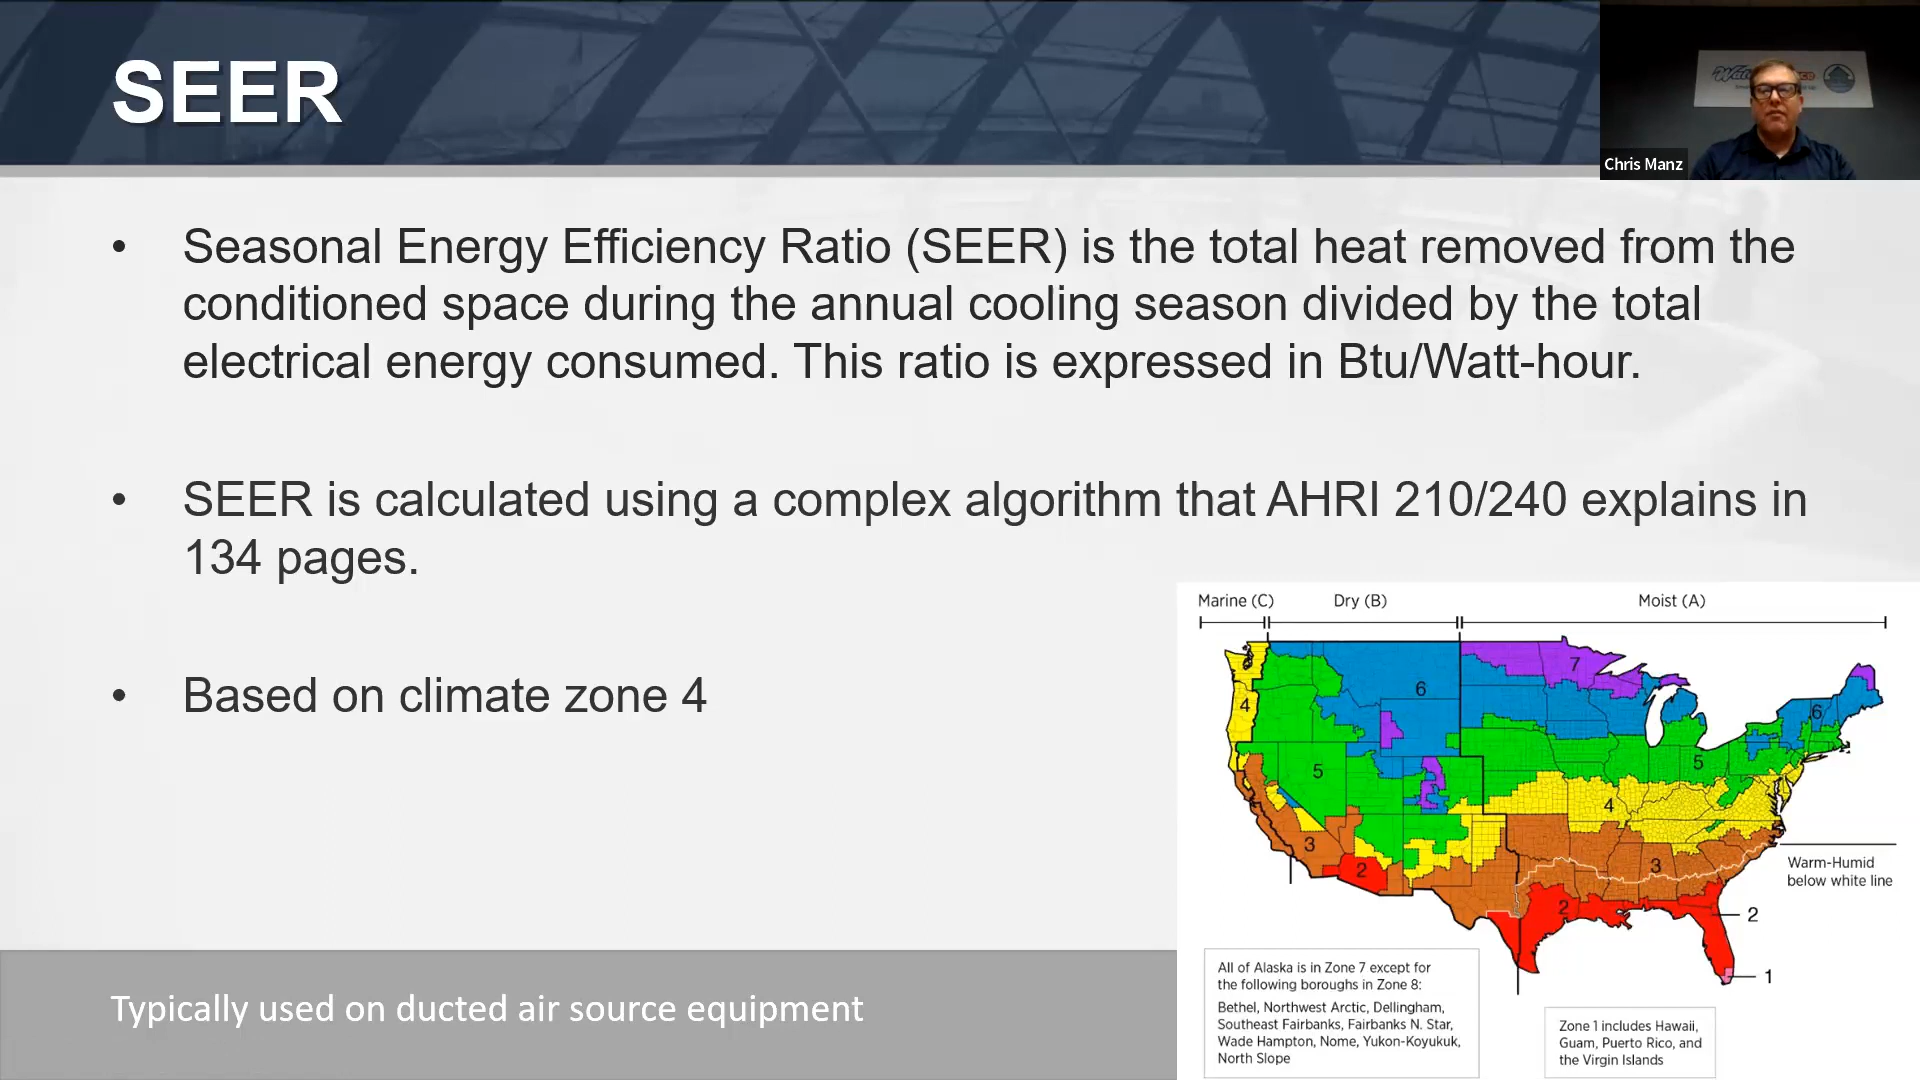 SEER
Chris Manz
• Seasonal Energy Efficiency Ratio (SEER) is the total heat removed from the
conditioned space during the annual cooling season divided by the total
electrical energy consumed. This ratio is expressed in Btu/Watt-hour.
• SEER is calculated using a complex algorithm that AHRI 210/240 explains in
134 pages.
• Based on climate zone 4
Marine (C) Dry (B) Moist (A)
7
6
4
6
5
5
4
3
3
2
2
Warm-Humid
below white line
2
1
All of Alaska is in Zone 7 except for
the following boroughs in Zone 8:
Bethel, Northwest Arctic, Dellingham,
Southeast Fairbanks, Fairbanks N. Star,
Wade Hampton, Nome, Yukon-Koyukuk,
North Slope
Zone 1 includes Hawaii,
Guam, Puerto Rico, and
the Virgin Islands
Typically used on ducted air source equipment